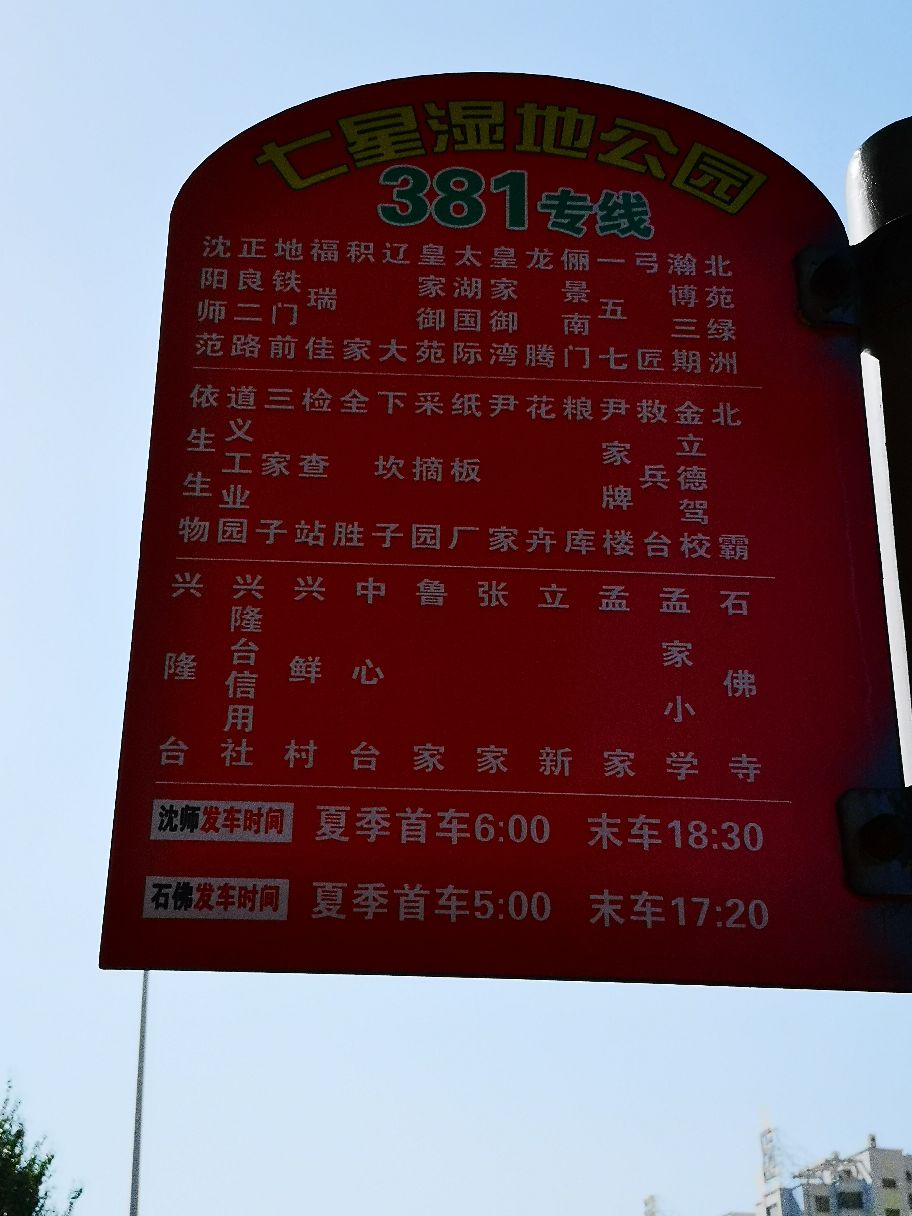 七星湿地公园
381专线
沈阳师范
正良二路
地铁门前
福瑞佳
积家
辽大
皇家御苑
太湖国际
皇家御湾
龙腾
俪景南门
一五七
弓匠
瀚博三期
北苑绿洲
依生生物
道义工业园
三家子
检查站
全胜
下坎子
采摘园
纸板厂
尹家
花卉
粮库
尹家牌楼
救兵台
金立德驾校
北霸
兴隆台
兴隆台信用社
兴鲜村
中心台
鲁家
张家
立新
孟家
孟家小学
石佛寺
沈师发车时间 夏季首车6:00 末车18:30
石佛发车时间 夏季首车5:00 末车17:20